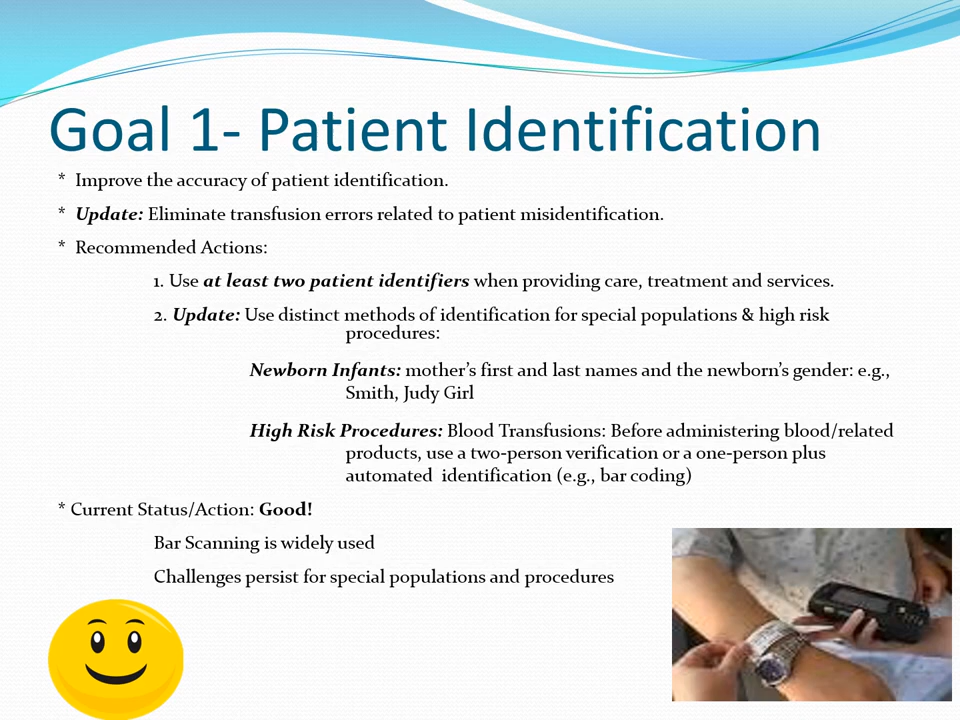 Goal 1- Patient Identification
* Improve the accuracy of patient identification.
* Update: Eliminate transfusion errors related to patient misidentification.
* Recommended Actions:
1. Use at least two patient identifiers when providing care, treatment and services.
2. Update: Use distinct methods of identification for special populations & high risk
procedures:
Newborn Infants: mother’s first and last names and the newborn’s gender: e.g.,
Smith, Judy Girl
High Risk Procedures: Blood Transfusions: Before administering blood/related
products, use a two-person verification or a one-person plus
automated identification (e.g., bar coding)
* Current Status/Action: Good!
Bar Scanning is widely used
Challenges persist for special populations and procedures